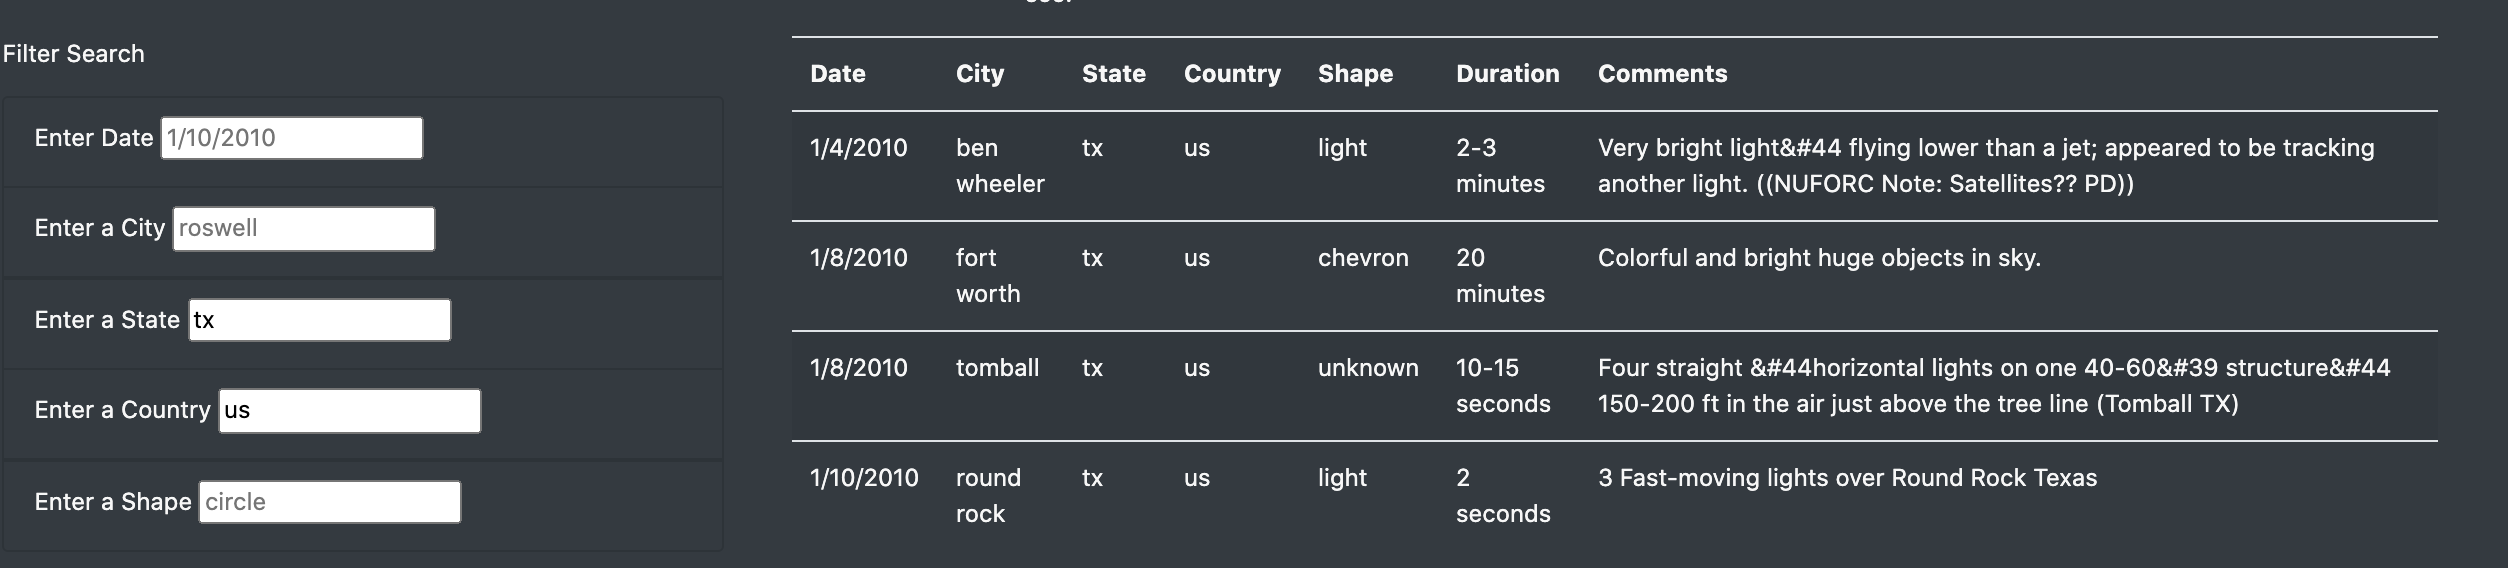 Filter Search
Enter Date 1/10/2010
Enter a City roswell
Enter a State tx
Enter a Country us
Enter a Shape circle
Date City State Country Shape Duration Comments
1/4/2010 ben tx us light 2-3 Very bright light&#44 flying lower than a jet; appeared to be tracking
wheeler minutes another light. ((NUFORC Note: Satellites?? PD))
1/8/2010 fort tx us chevron 20 Colorful and bright huge objects in sky.
worth minutes
1/8/2010 tomball tx us unknown 10-15 Four straight &#44horizontal lights on one 40-60&#39 structure&#44
seconds 150-200 ft in the air just above the tree line (Tomball TX)
1/10/2010 round tx us light 2 3 Fast-moving lights over Round Rock Texas
rock seconds